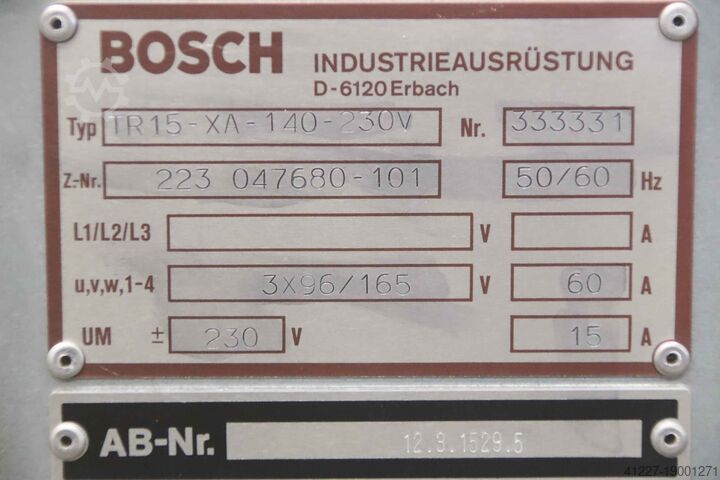 BOSCH INDUSTRIEAUSRÜSTUNG
D-6120 Erbach
Typ TR15-XA-140-230V Nr. 333331
Z.-Nr. 223 047680-101 50/60 Hz
L1/L2/L3 V A
u,v,w,1-4 3X96/165 V 60 A
UM ± 230 V 15 A
AB-Nr. 12.3.1529.5
41227-19001271